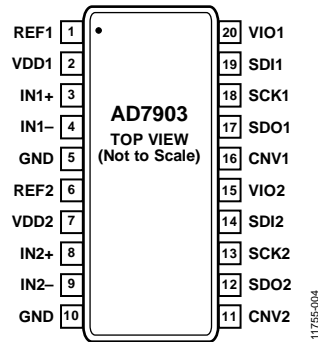 REF1 1 20 VIO1
VDD1 2 19 SDI1
IN1+ 3 18 SCK1
IN1– 4 17 SDO1
GND 5 16 CNV1
REF2 6 15 VIO2
VDD2 7 14 SDI2
IN2+ 8 13 SCK2
IN2– 9 12 SDO2
GND 10 11 CNV2
AD7903
TOP VIEW
(Not to Scale)
11755-004